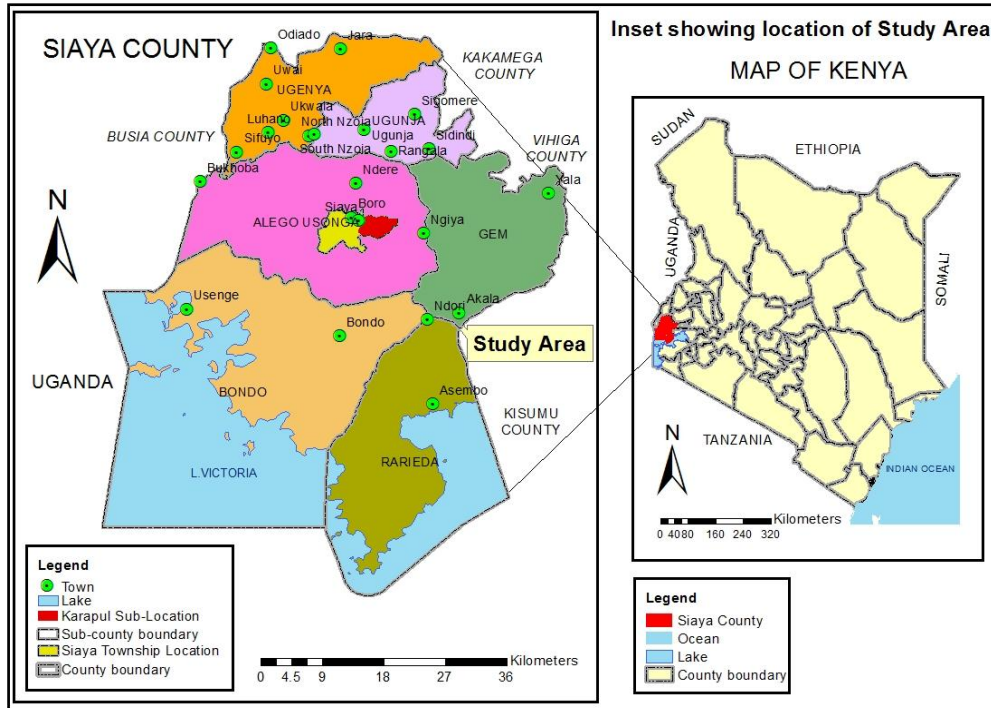 SIAYA COUNTY
Odiado
Jara
KAKAMEGA
COUNTY
Uwai
UGENYA
Ukwala
Sigomere
Luhano
North Nzoia
UGUNJA
BUSIA COUNTY
Sifuyo
Ugunja
Sidindi
VIHIGA
COUNTY
South Nzoia
Rangala
Bukhoba
Ndere
Yala
N
Siaya
Boro
ALEGO USONGA
Ngiya
GEM
Usenge
Ndori
Akala
Bondo
Study Area
UGANDA
BONDO
Asembo
KISUMU
COUNTY
RARIEDA
L.VICTORIA
Legend
Town
Lake
Karapul Sub-Location
Sub-county boundary
Siaya Township Location
County boundary
Kilometers
0 4.5 9 18 27 36
Inset showing location of Study Area
MAP OF KENYA
SUDAN
ETHIOPIA
UGANDA
SOMALI
TANZANIA
N
INDIAN OCEAN
Kilometers
0 40 80 160 240 320
Legend
Siaya County
Ocean
Lake
County boundary